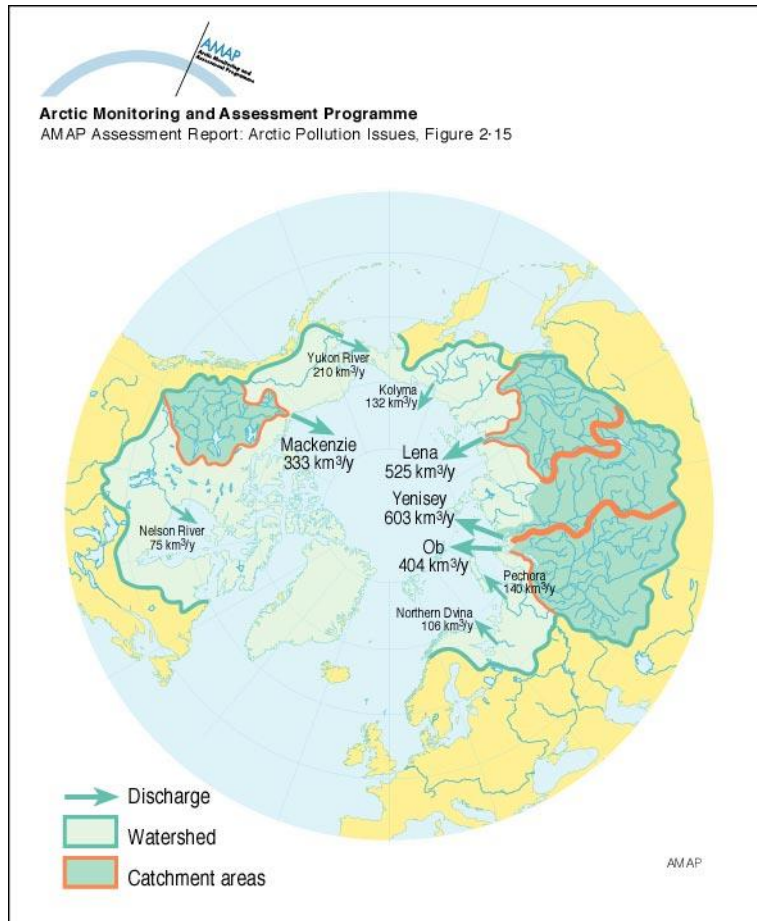 AMAP
Arctic Monitoring and
Assessment Programme
Arctic Monitoring and Assessment Programme
AMAP Assessment Report: Arctic Pollution Issues, Figure 2·15
Yukon River
210 km³/y
Kolyma
132 km³/y
Mackenzie
333 km³/y
Lena
525 km³/y
Yenisey
603 km³/y
Nelson River
75 km³/y
Ob
404 km³/y
Pechora
140 km³/y
Northern Dvina
106 km³/y
Discharge
Watershed
Catchment areas
AMAP